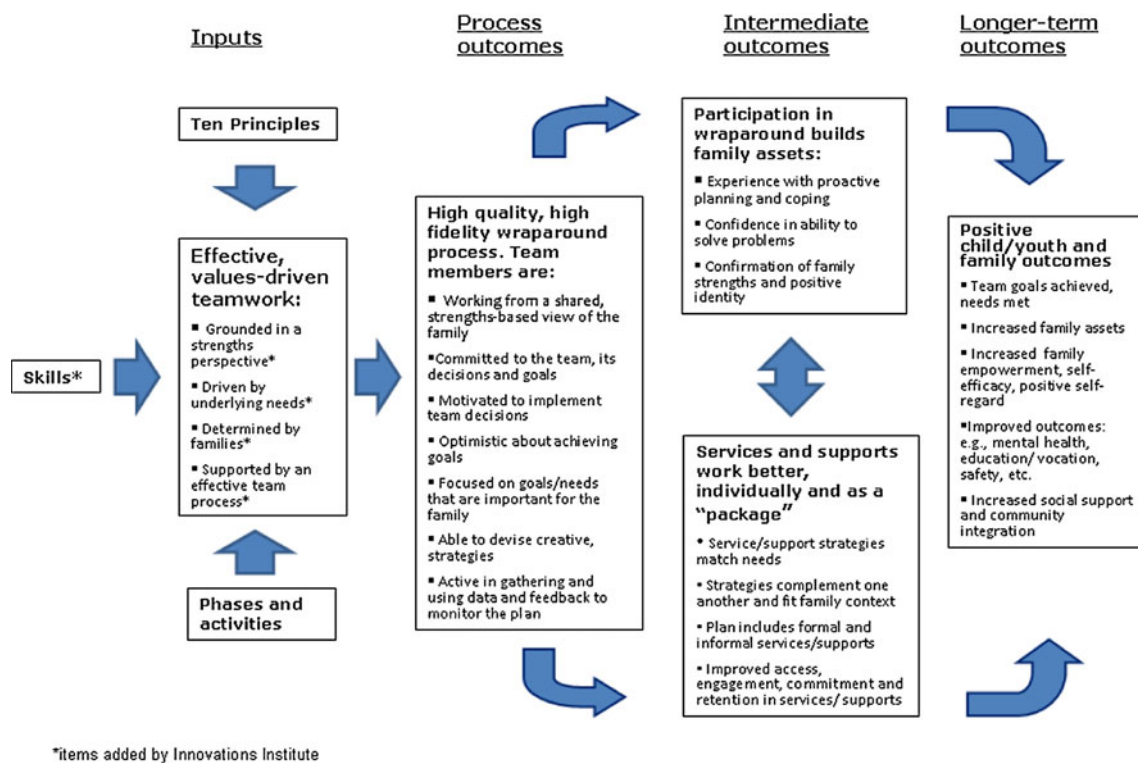 Inputs
Process
outcomes
Intermediate
outcomes
Longer-term
outcomes
Ten Principles
Skills*
Effective,
values-driven
teamwork:
▪ Grounded in a
strengths
perspective*
▪ Driven by
underlying needs*
▪ Determined by
families*
▪ Supported by an
effective team
process*
Phases and
activities
High quality, high
fidelity wraparound
process. Team
members are:
▪ Working from a shared,
strengths-based view of the
family
▪Committed to the team, its
decisions and goals
▪ Motivated to implement
team decisions
▪ Optimistic about achieving
goals
▪ Focused on goals/needs
that are important for the
family
▪ Able to devise creative,
strategies
▪ Active in gathering and
using data and feedback to
monitor the plan
Participation in
wraparound builds
family assets:
▪ Experience with proactive
planning and coping
▪ Confidence in ability to
solve problems
▪ Confirmation of family
strengths and positive
identity
Services and supports
work better,
individually and as a
“package”
* Service/support strategies
match needs
▪ Strategies complement one
another and fit family context
▪ Plan includes formal and
informal services/supports
▪ Improved access,
engagement, commitment and
retention in services/ supports
Positive
child/youth and
family outcomes
▪ Team goals achieved,
needs met
▪ Increased family assets
▪ Increased family
empowerment, self-
efficacy, positive self-
regard
▪Improved outcomes:
e.g., mental health,
education/ vocation,
safety, etc.
▪ Increased social support
and community
integration
*items added by Innovations Institute